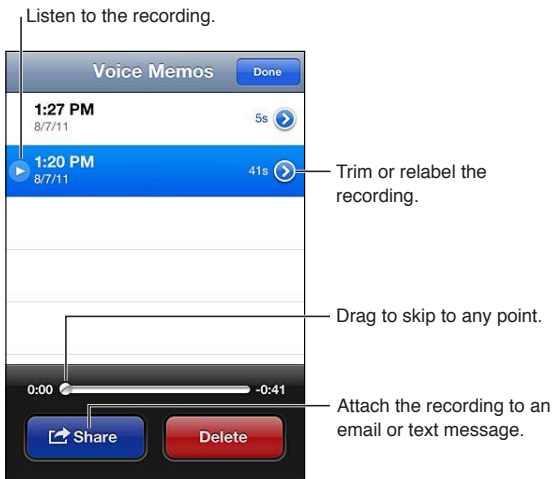 Listen to the recording.
Voice Memos
Done
1:27 PM
8/7/11
5s
1:20 PM
8/7/11
41s
Trim or relabel the
recording.
Drag to skip to any point.
0:00
-0:41
Attach the recording to an
email or text message.
Share
Delete